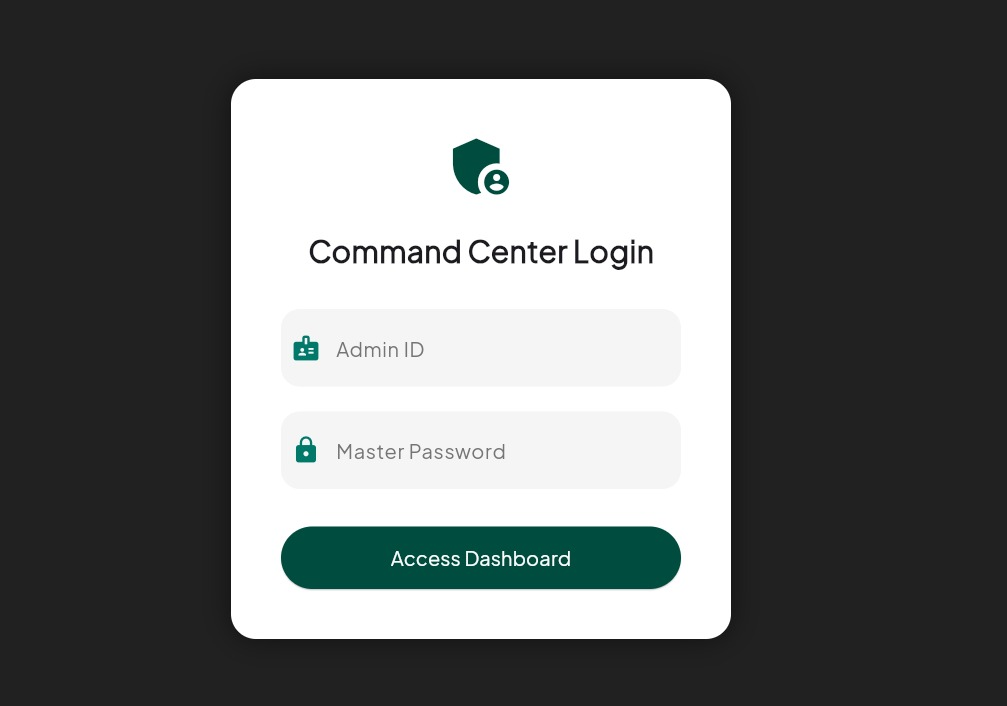 Command Center Login
Admin ID
Master Password
Access Dashboard